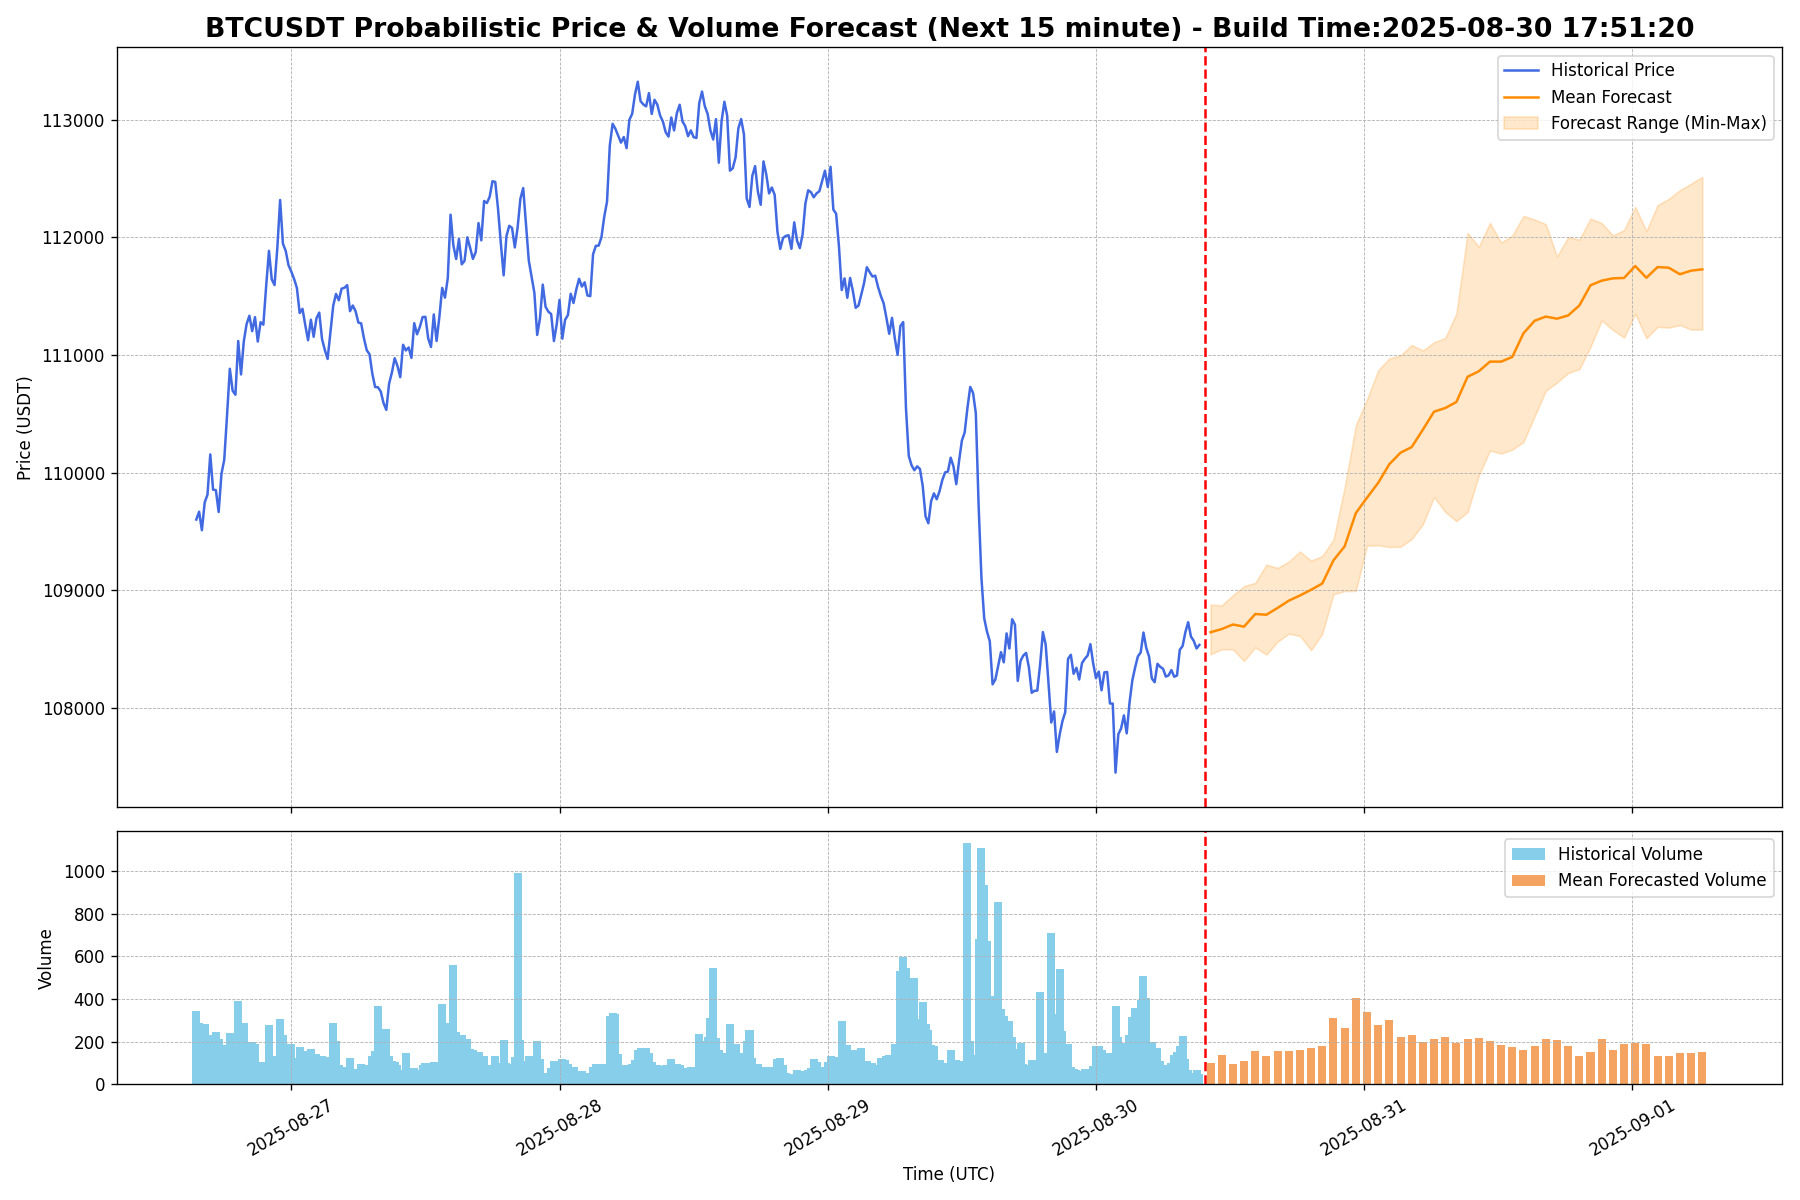 BTCUSDT Probabilistic Price & Volume Forecast (Next 15 minute) - Build Time:2025-08-30 17:51:20
Historical Price
Mean Forecast
Forecast Range (Min-Max)
Price (USDT)
113000
112000
111000
110000
109000
108000
Historical Volume
Mean Forecasted Volume
Volume
1000
800
600
400
200
0
2025-08-27
2025-08-28
2025-08-29
2025-08-30
2025-08-31
2025-09-01
Time (UTC)